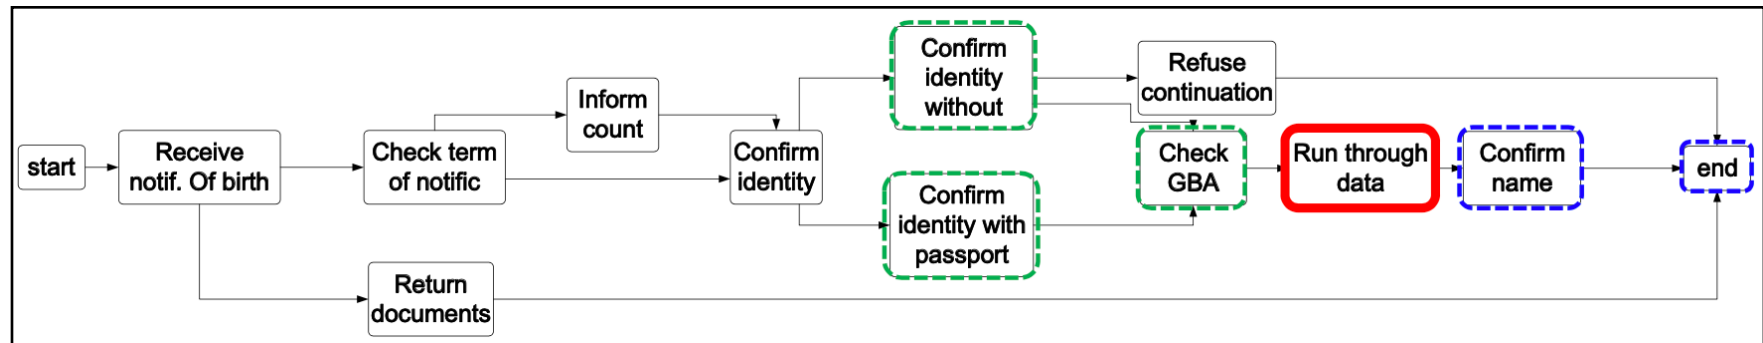 start
Receive
notif. Of birth
Check term
of notific
Inform
count
Confirm
identity
Confirm
identity
without
Confirm
identity with
passport
Refuse
continuation
Check
GBA
Run through
data
Confirm
name
end
Return
documents